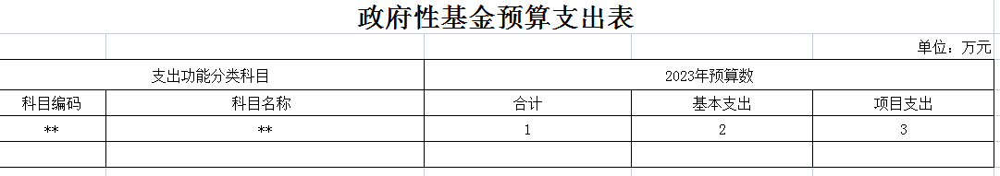 政府性基金预算支出表
单位：万元
支出功能分类科目 2023年预算数
科目编码 科目名称 合计 基本支出 项目支出
** ** 1 2 3